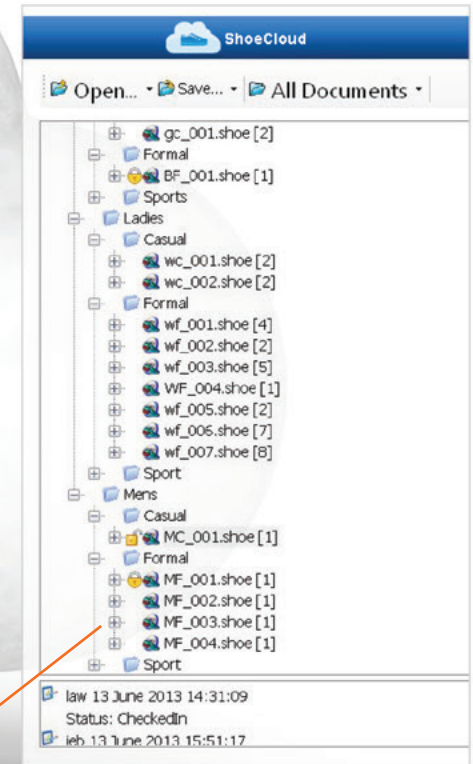 ShoeCloud
Open... Save... All Documents
gc_001.shoe [2]
Formal
BF_001.shoe [1]
Sports
Ladies
Casual
wc_001.shoe [2]
wc_002.shoe [2]
Formal
wf_001.shoe [4]
wf_002.shoe [2]
wf_003.shoe [5]
WF_004.shoe [1]
wf_005.shoe [2]
wf_006.shoe [7]
wf_007.shoe [8]
Sport
Mens
Casual
MC_001.shoe [1]
Formal
MF_001.shoe [1]
MF_002.shoe [1]
MF_003.shoe [1]
MF_004.shoe [1]
Sport
law 13 June 2013 14:31:09
Status: CheckedIn
jeb 13 June 2013 15:51:17